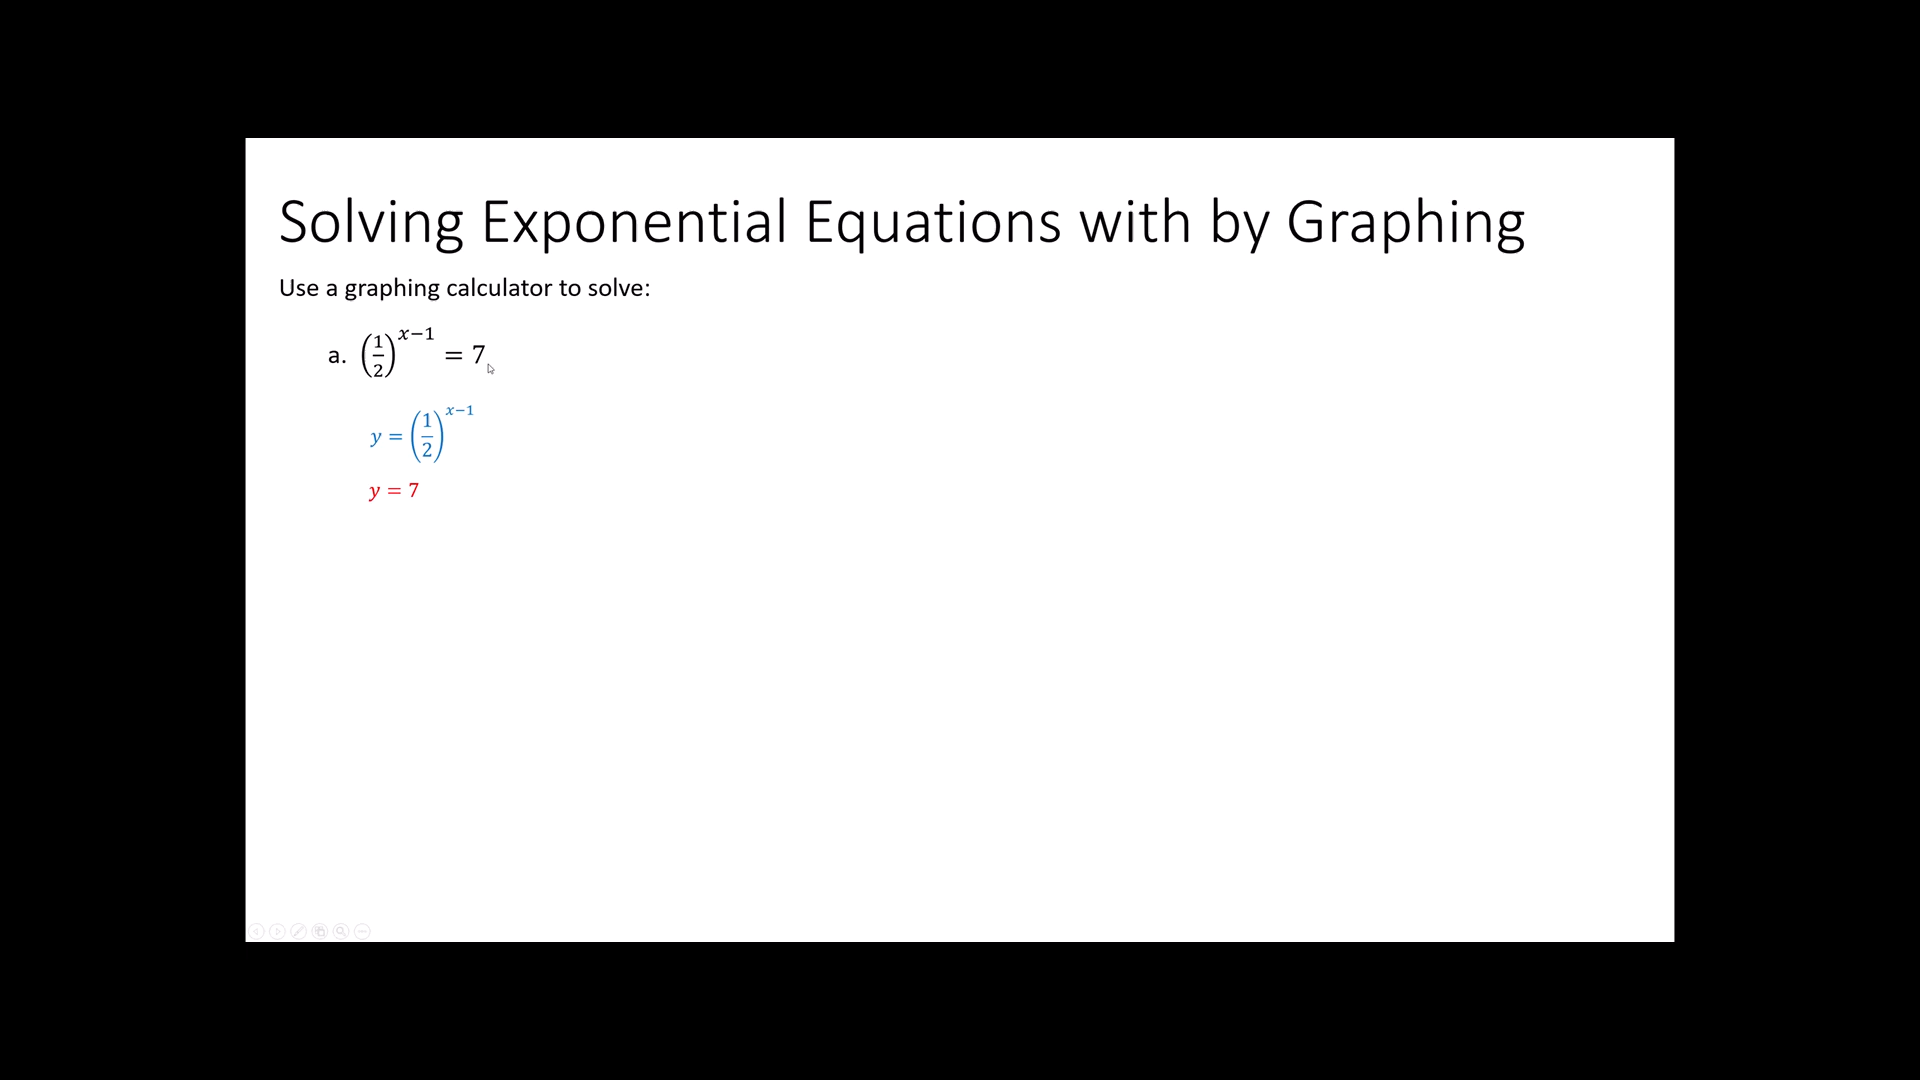 Solving Exponential Equations with by Graphing
Use a graphing calculator to solve:
a. (1/2)^(x−1) = 7
y = (1/2)^(x−1)
y = 7